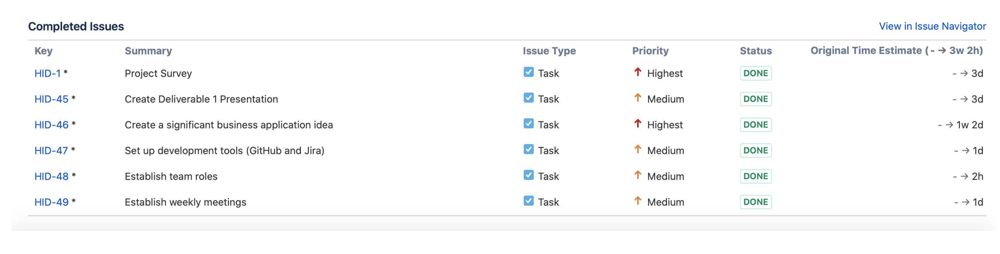 Completed Issues View in Issue Navigator
Key Summary Issue Type Priority Status Original Time Estimate (- → 3w 2h)
HID-1 * Project Survey Task Highest DONE - → 3d
HID-45 * Create Deliverable 1 Presentation Task Medium DONE - → 3d
HID-46 * Create a significant business application idea Task Highest DONE - → 1w 2d
HID-47 * Set up development tools (GitHub and Jira) Task Medium DONE - → 1d
HID-48 * Establish team roles Task Medium DONE - → 2h
HID-49 * Establish weekly meetings Task Medium DONE - → 1d